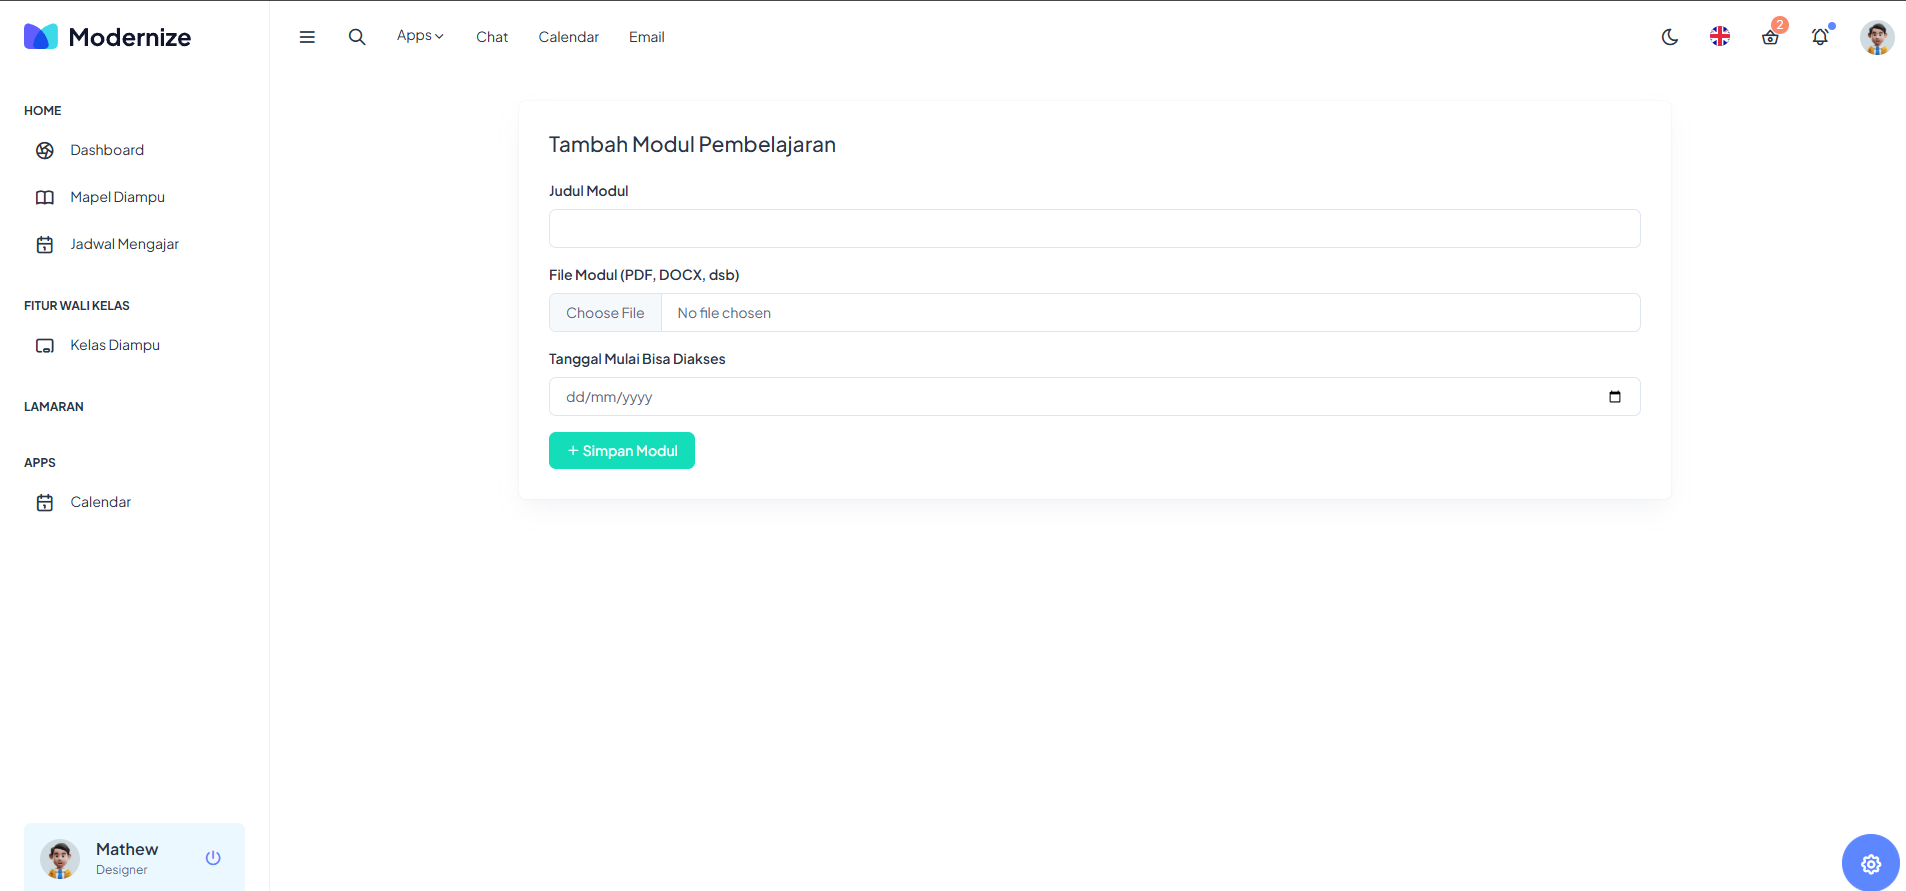 Modernize
Apps
Chat
Calendar
Email
2
HOME
Dashboard
Mapel Diampu
Jadwal Mengajar
FITUR WALI KELAS
Kelas Diampu
LAMARAN
APPS
Calendar
Tambah Modul Pembelajaran
Judul Modul
File Modul (PDF, DOCX, dsb)
Choose File No file chosen
Tanggal Mulai Bisa Diakses
dd/mm/yyyy
+ Simpan Modul
Mathew
Designer